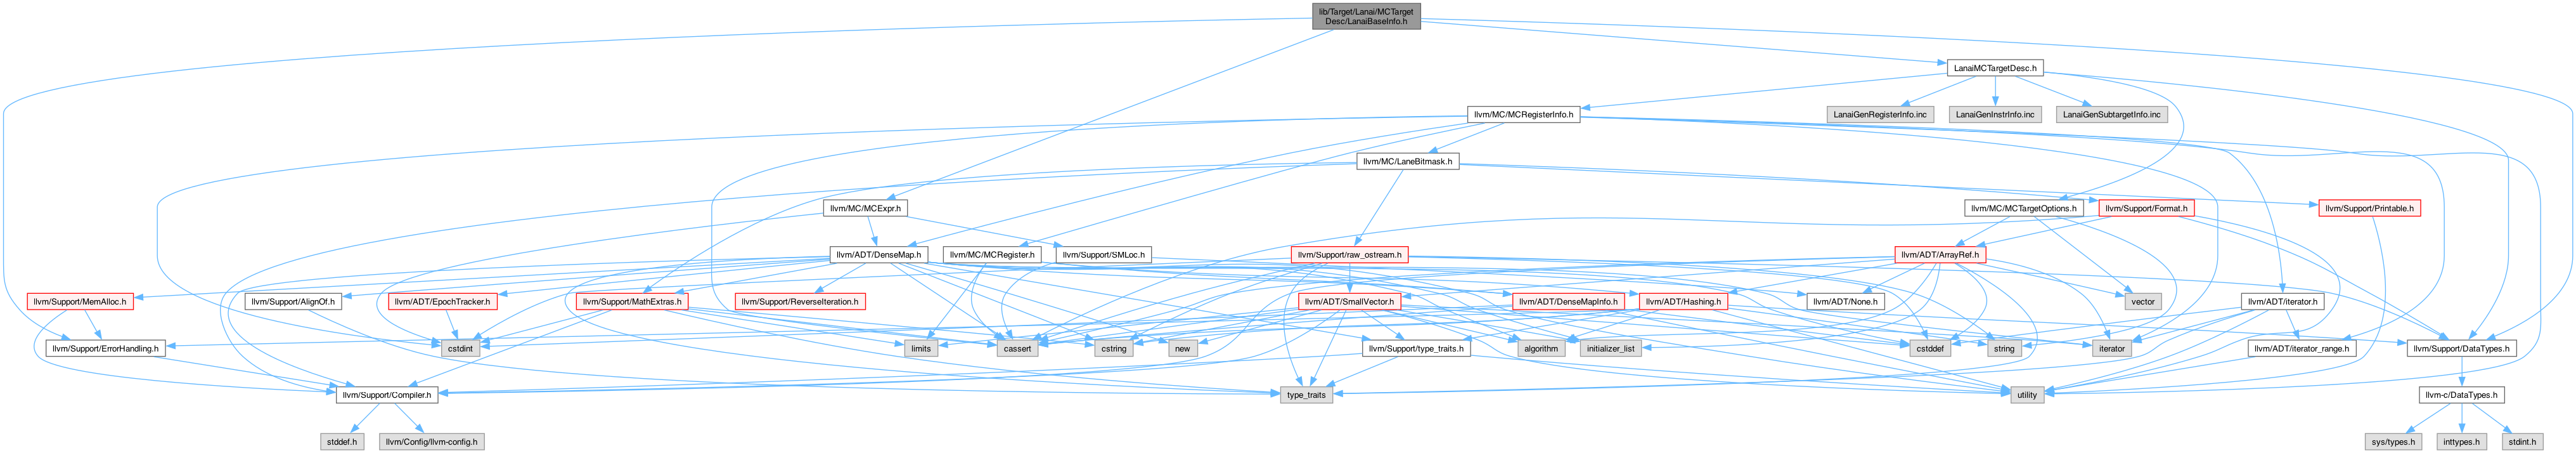 lib/Target/Lanai/MCTarget
Desc/LanaiBaseInfo.h
LanaiMCTargetDesc.h
llvm/MC/MCRegisterInfo.h
LanaiGenRegisterInfo.inc
LanaiGenInstrInfo.inc
LanaiGenSubtargetInfo.inc
llvm/MC/LaneBitmask.h
llvm/MC/MCExpr.h
llvm/MC/MCTargetOptions.h
llvm/Support/Format.h
llvm/Support/Printable.h
llvm/ADT/DenseMap.h
llvm/MC/MCRegister.h
llvm/Support/SMLoc.h
llvm/Support/raw_ostream.h
llvm/ADT/ArrayRef.h
llvm/Support/MemAlloc.h
llvm/Support/AlignOf.h
llvm/ADT/EpochTracker.h
llvm/Support/MathExtras.h
llvm/Support/ReverseIteration.h
llvm/ADT/SmallVector.h
llvm/ADT/DenseMapInfo.h
llvm/ADT/Hashing.h
llvm/ADT/None.h
vector
llvm/ADT/iterator.h
llvm/Support/ErrorHandling.h
cstdint
limits
cassert
cstring
new
llvm/Support/type_traits.h
algorithm
initializer_list
cstddef
string
iterator
llvm/ADT/iterator_range.h
llvm/Support/DataTypes.h
llvm/Support/Compiler.h
type_traits
utility
llvm-c/DataTypes.h
stddef.h
llvm/Config/llvm-config.h
sys/types.h
inttypes.h
stdint.h